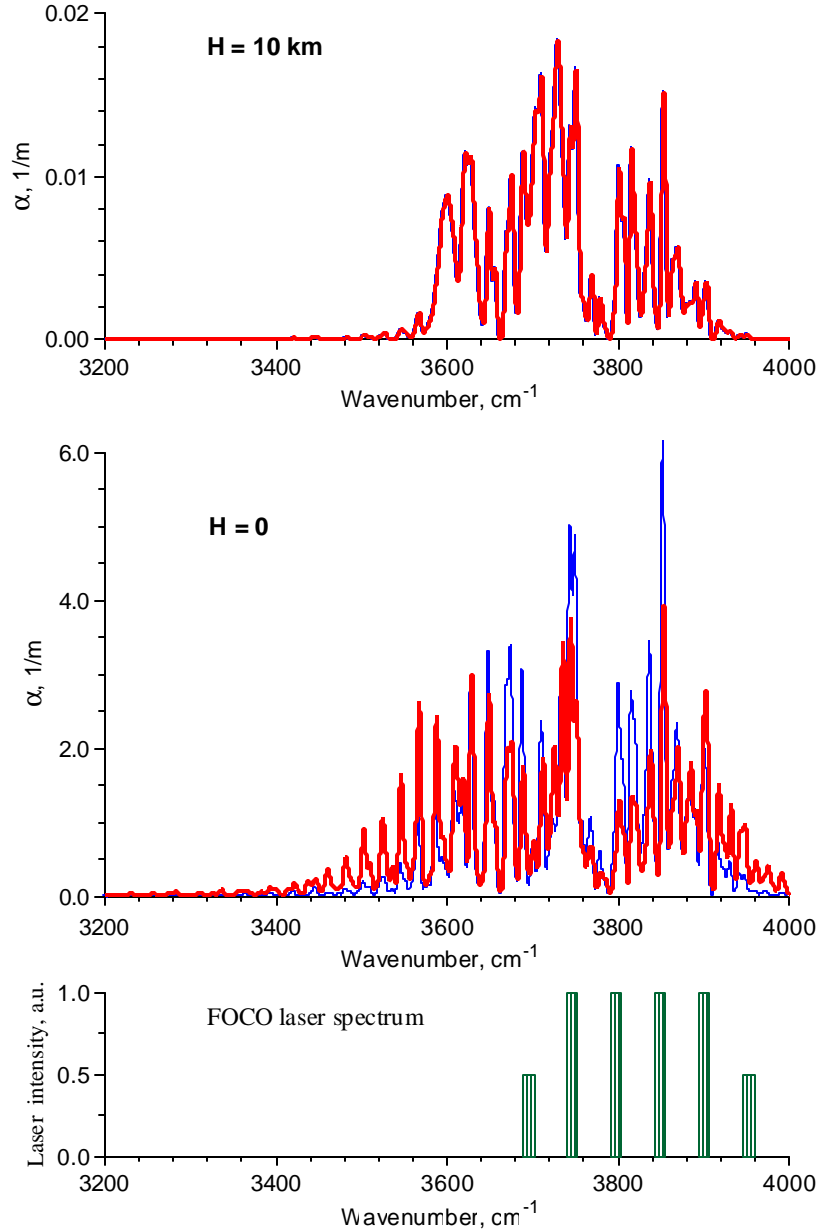 0.02
H = 10 km
0.01
α, 1/m
0.00
3200 3400 3600 3800 4000
Wavenumber, cm⁻¹
6.0
H = 0
4.0
α, 1/m
2.0
0.0
3200 3400 3600 3800 4000
Wavenumber, cm⁻¹
1.0
FOCO laser spectrum
Laser intensity, a.u.
0.5
0.0
3200 3400 3600 3800 4000
Wavenumber, cm⁻¹